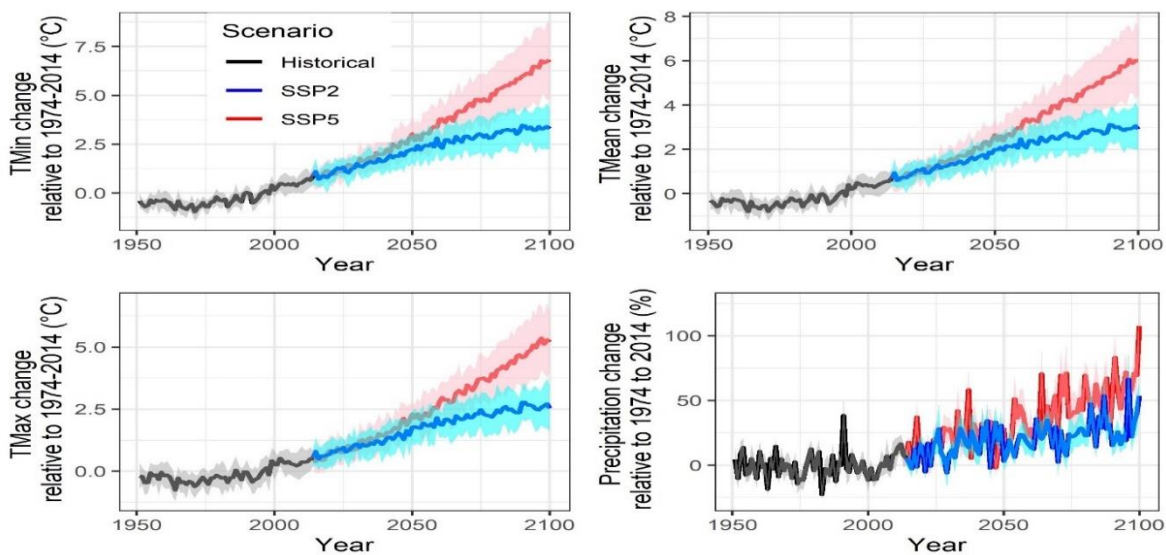 TMin change
relative to 1974-2014 (°C)
7.5
5.0
2.5
0.0
Scenario
Historical
SSP2
SSP5
1950
2000
2050
2100
Year
TMean change
relative to 1974-2014 (°C)
8
6
4
2
0
1950
2000
2050
2100
Year
TMax change
relative to 1974-2014 (°C)
5.0
2.5
0.0
1950
2000
2050
2100
Year
Precipitation change
relative to 1974 to 2014 (%)
100
50
0
1950
2000
2050
2100
Year